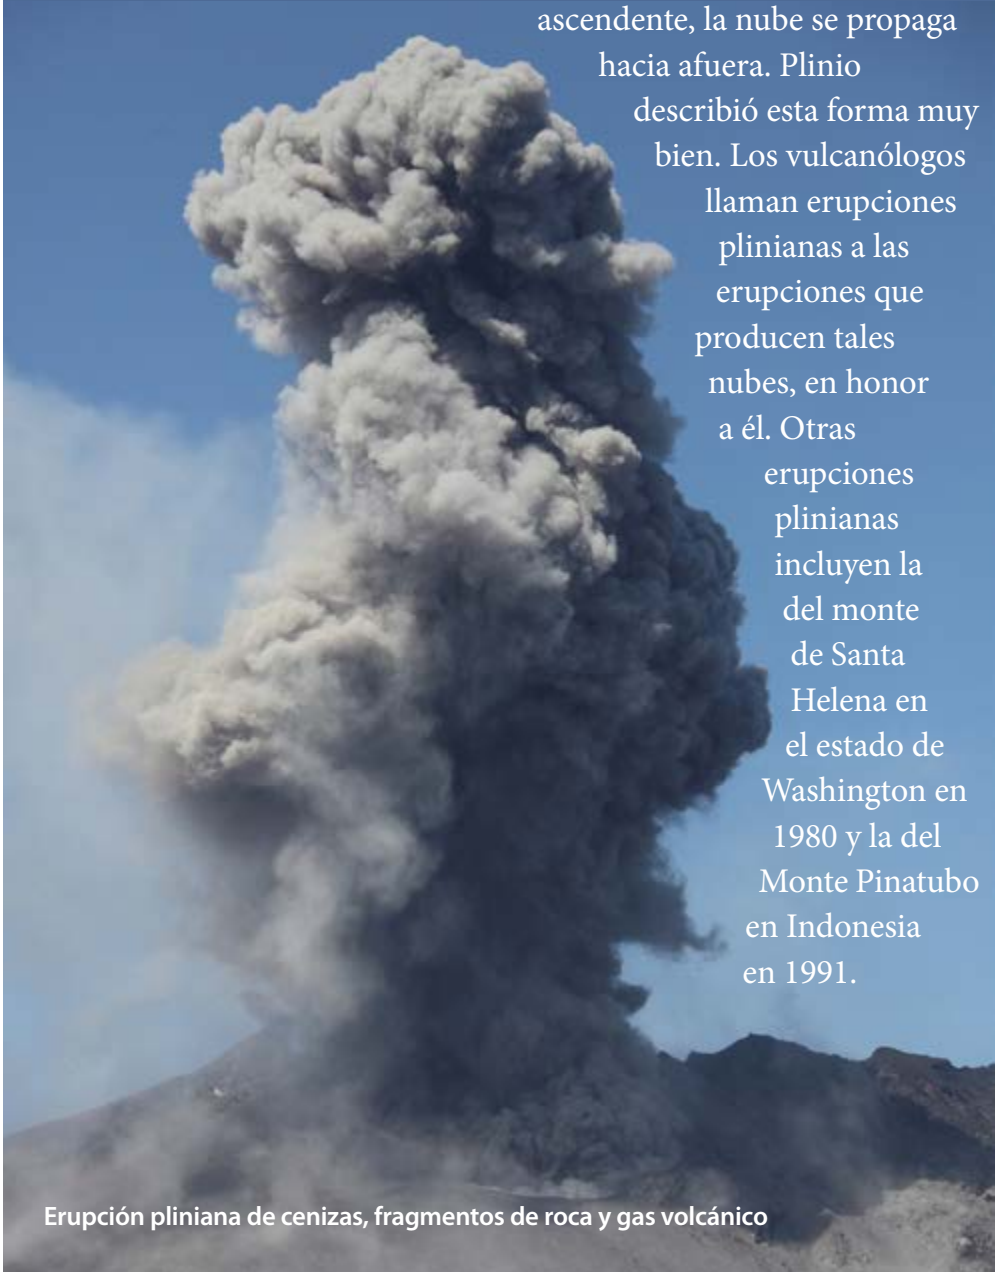 ascendente, la nube se propaga
hacia afuera. Plinio
describió esta forma muy
bien. Los vulcanólogos
llaman erupciones
plinianas a las
erupciones que
producen tales
nubes, en honor
a él. Otras
erupciones
plinianas
incluyen la
del monte
de Santa
Helena en
el estado de
Washington en
1980 y la del
Monte Pinatubo
en Indonesia
en 1991.
Erupción pliniana de cenizas, fragmentos de roca y gas volcánico